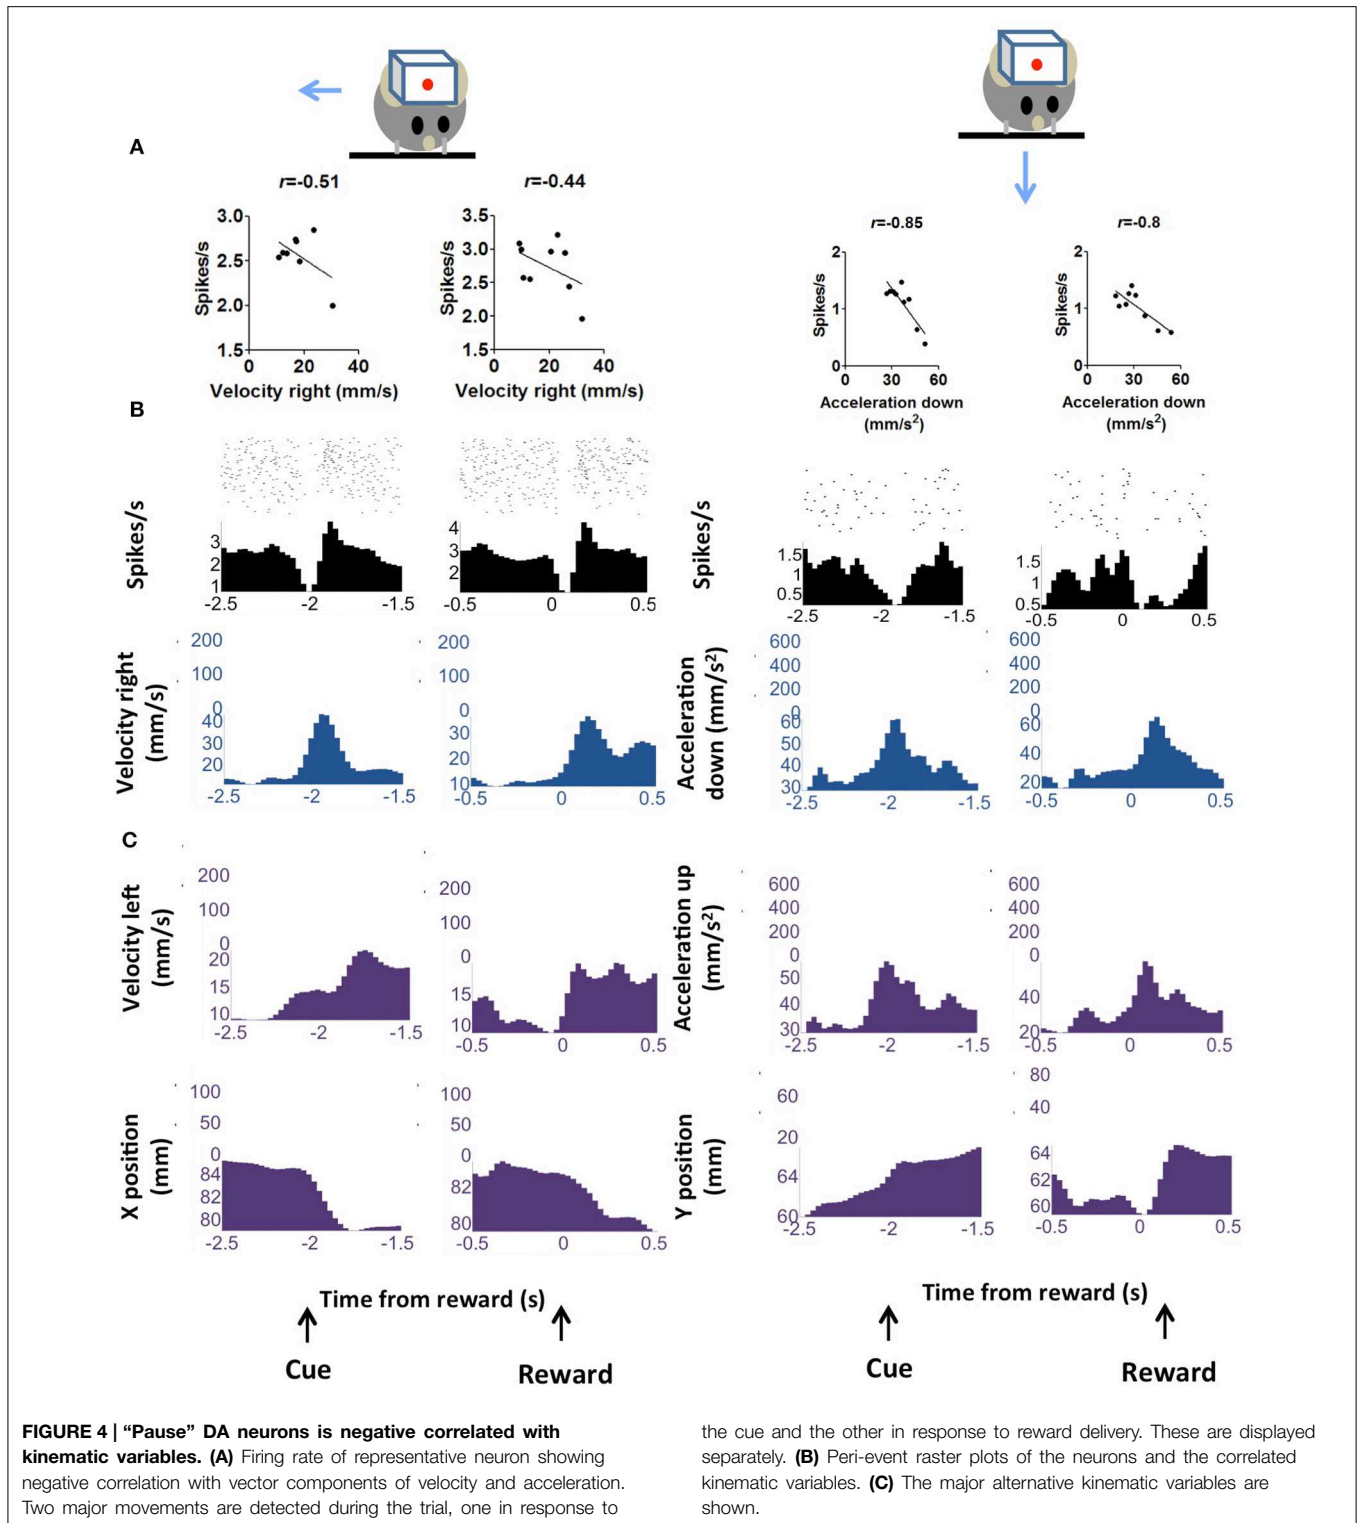 A
r=-0.51
r=-0.44
r=-0.85
r=-0.8
Spikes/s
3.0
2.5
2.0
1.5
0 20 40
Velocity right (mm/s)
Spikes/s
3.5
3.0
2.5
2.0
1.5
0 20 40
Velocity right (mm/s)
Spikes/s
2
1
0
0 30 60
Acceleration down
(mm/s²)
Spikes/s
2
1
0
0 30 60
Acceleration down
(mm/s²)
B
Spikes/s
3
2
1
-2.5 -2 -1.5
4
3
2
-0.5 0 0.5
Spikes/s
1.5
1
0.5
-2.5 -2 -1.5
1.5
1
0.5
-0.5 0 0.5
Velocity right
(mm/s)
200
100
0
40
30
20
-2.5 -2 -1.5
200
100
0
30
20
10
-0.5 0 0.5
Acceleration
down (mm/s²)
600
400
200
0
60
50
40
30
-2.5 -2 -1.5
600
400
200
0
60
40
20
-0.5 0 0.5
C
Velocity left
(mm/s)
200
100
0
20
15
10
-2.5 -2 -1.5
200
100
0
15
10
-0.5 0 0.5
Acceleration up
(mm/s²)
600
400
200
0
50
40
30
-2.5 -2 -1.5
600
400
200
0
40
20
-0.5 0 0.5
X position
(mm)
100
50
0
84
82
80
-2.5 -2 -1.5
100
50
0
82
80
-0.5 0 0.5
Y position
(mm)
60
20
64
60
-2.5 -2 -1.5
80
40
64
62
60
-0.5 0 0.5
Time from reward (s)
Cue
Reward
Time from reward (s)
Cue
Reward
FIGURE 4 | “Pause” DA neurons is negative correlated with
kinematic variables. (A) Firing rate of representative neuron showing
negative correlation with vector components of velocity and acceleration.
Two major movements are detected during the trial, one in response to
the cue and the other in response to reward delivery. These are displayed
separately. (B) Peri-event raster plots of the neurons and the correlated
kinematic variables. (C) The major alternative kinematic variables are
shown.